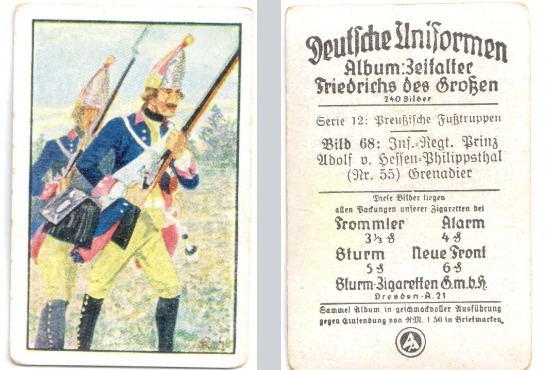 Deutsche Uniformen
Album: Zeitalter
Friedrichs des Großen
240 Bilder
Serie 12: Preußische Fußtruppen
Bild 68: Inf.-Regt. Prinz
Adolf v. Hessen-Philippsthal
(Nr. 55) Grenadier
Diese Bilder liegen
allen Packungen unserer Zigaretten bei
Trommler Alarm
3⅓ ₰ 4 ₰
Sturm Neue Front
5 ₰ 6 ₰
Sturm-Zigaretten G.m.b.H.
Dresden-A.21
Sammel Album in geschmackvoller Ausführung
gegen Einsendung von RM. 1.50 in Briefmarken